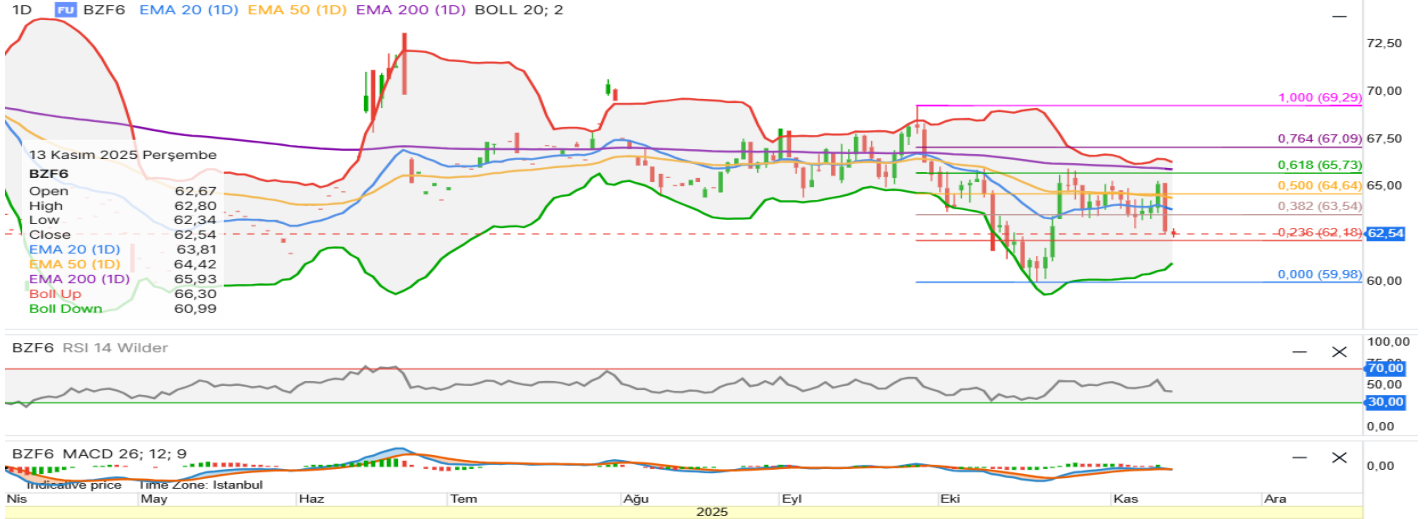 1D FU BZF6 EMA 20 (1D) EMA 50 (1D) EMA 200 (1D) BOLL 20; 2
72,50
70,00
67,50
65,00
62,54
60,00
1,000 (69,29)
0,764 (67,09)
0,618 (65,73)
0,500 (64,64)
0,382 (63,54)
0,236 (62,18)
0,000 (59,98)
13 Kasım 2025 Perşembe
BZF6
Open 62,67
High 62,80
Low 62,34
Close 62,54
EMA 20 (1D) 63,81
EMA 50 (1D) 64,42
EMA 200 (1D) 65,93
Boll Up 66,30
Boll Down 60,99
BZF6 RSI 14 Wilder
100,00
75,00
70,00
50,00
30,00
0,00
BZF6 MACD 26; 12; 9
0,00
Indicative price Time Zone: Istanbul
Nis May Haz Tem Ağu Eyl Eki Kas Ara
2025